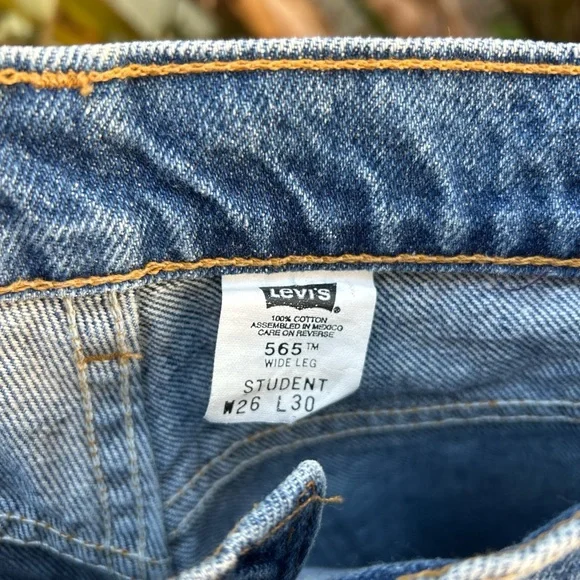 Levi's
100% COTTON
ASSEMBLED IN MEXICO
CARE ON REVERSE
565™
WIDE LEG
STUDENT
W26 L30